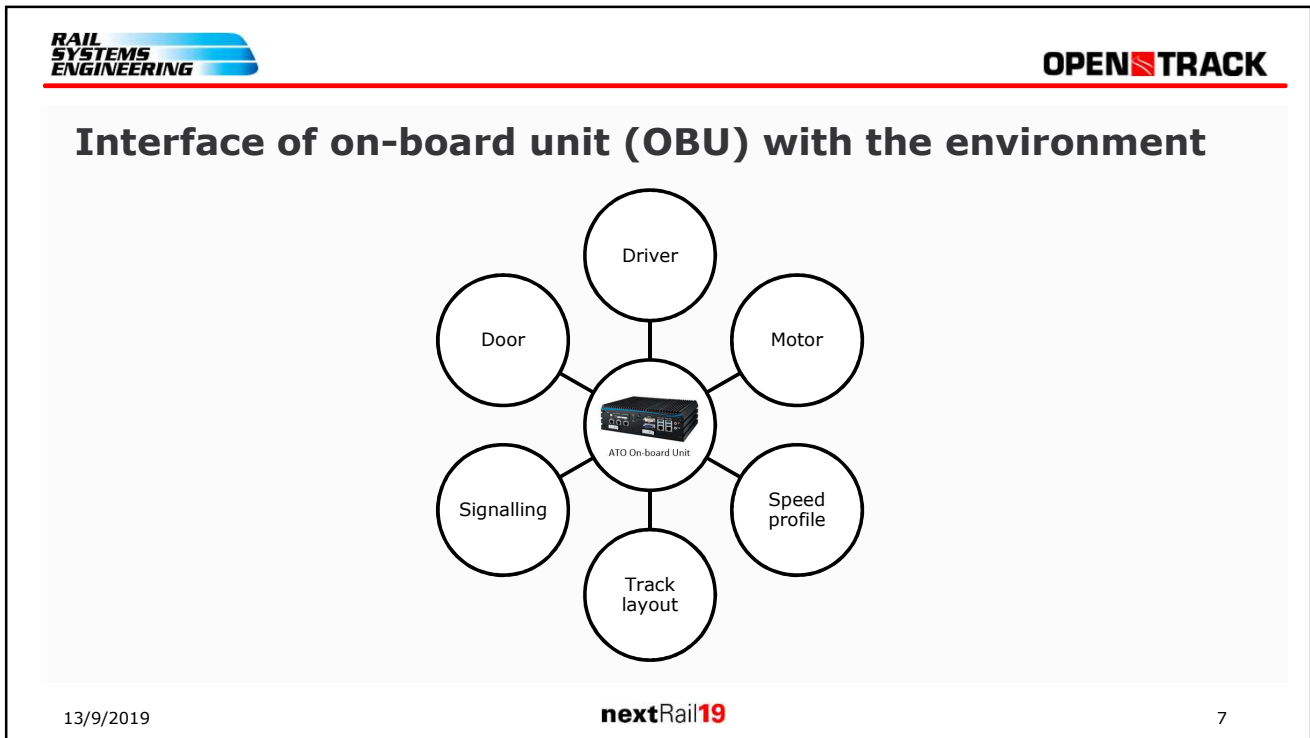 RAIL
SYSTEMS
ENGINEERING
OPEN TRACK
Interface of on-board unit (OBU) with the environment
Driver
Door
Motor
ATO On-board Unit
Signalling
Speed
profile
Track
layout
13/9/2019
nextRail19
7